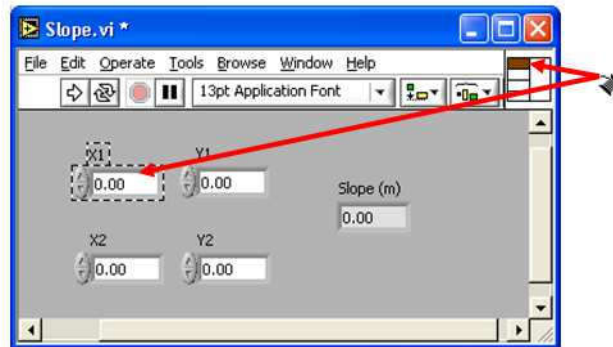 Slope.vi *
File Edit Operate Tools Browse Window Help
13pt Application Font
X1 Y1
0.00 0.00
Slope (m)
0.00
X2 Y2
0.00 0.00